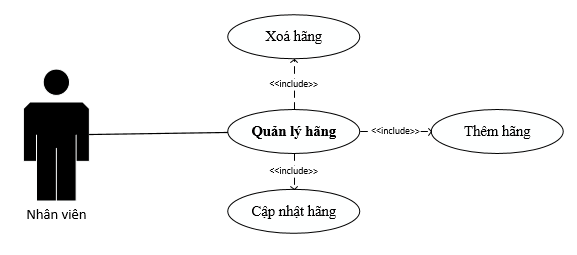 Xoá hãng
<<include>>
Quản lý hãng
<<include>>
Thêm hãng
<<include>>
Cập nhật hãng
Nhân viên